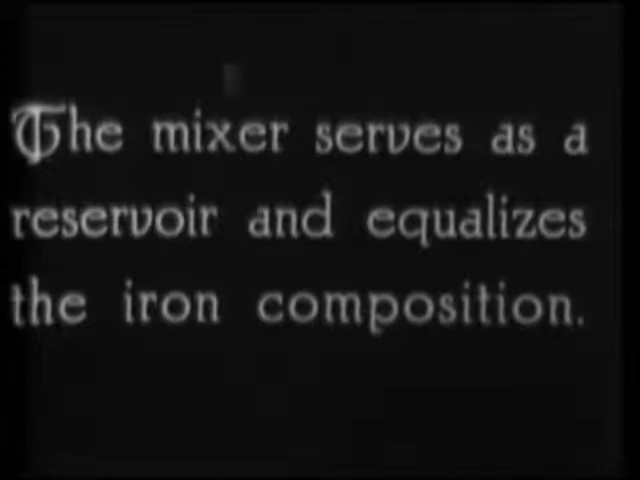 The mixer serves as a
reservoir and equalizes
the iron composition.